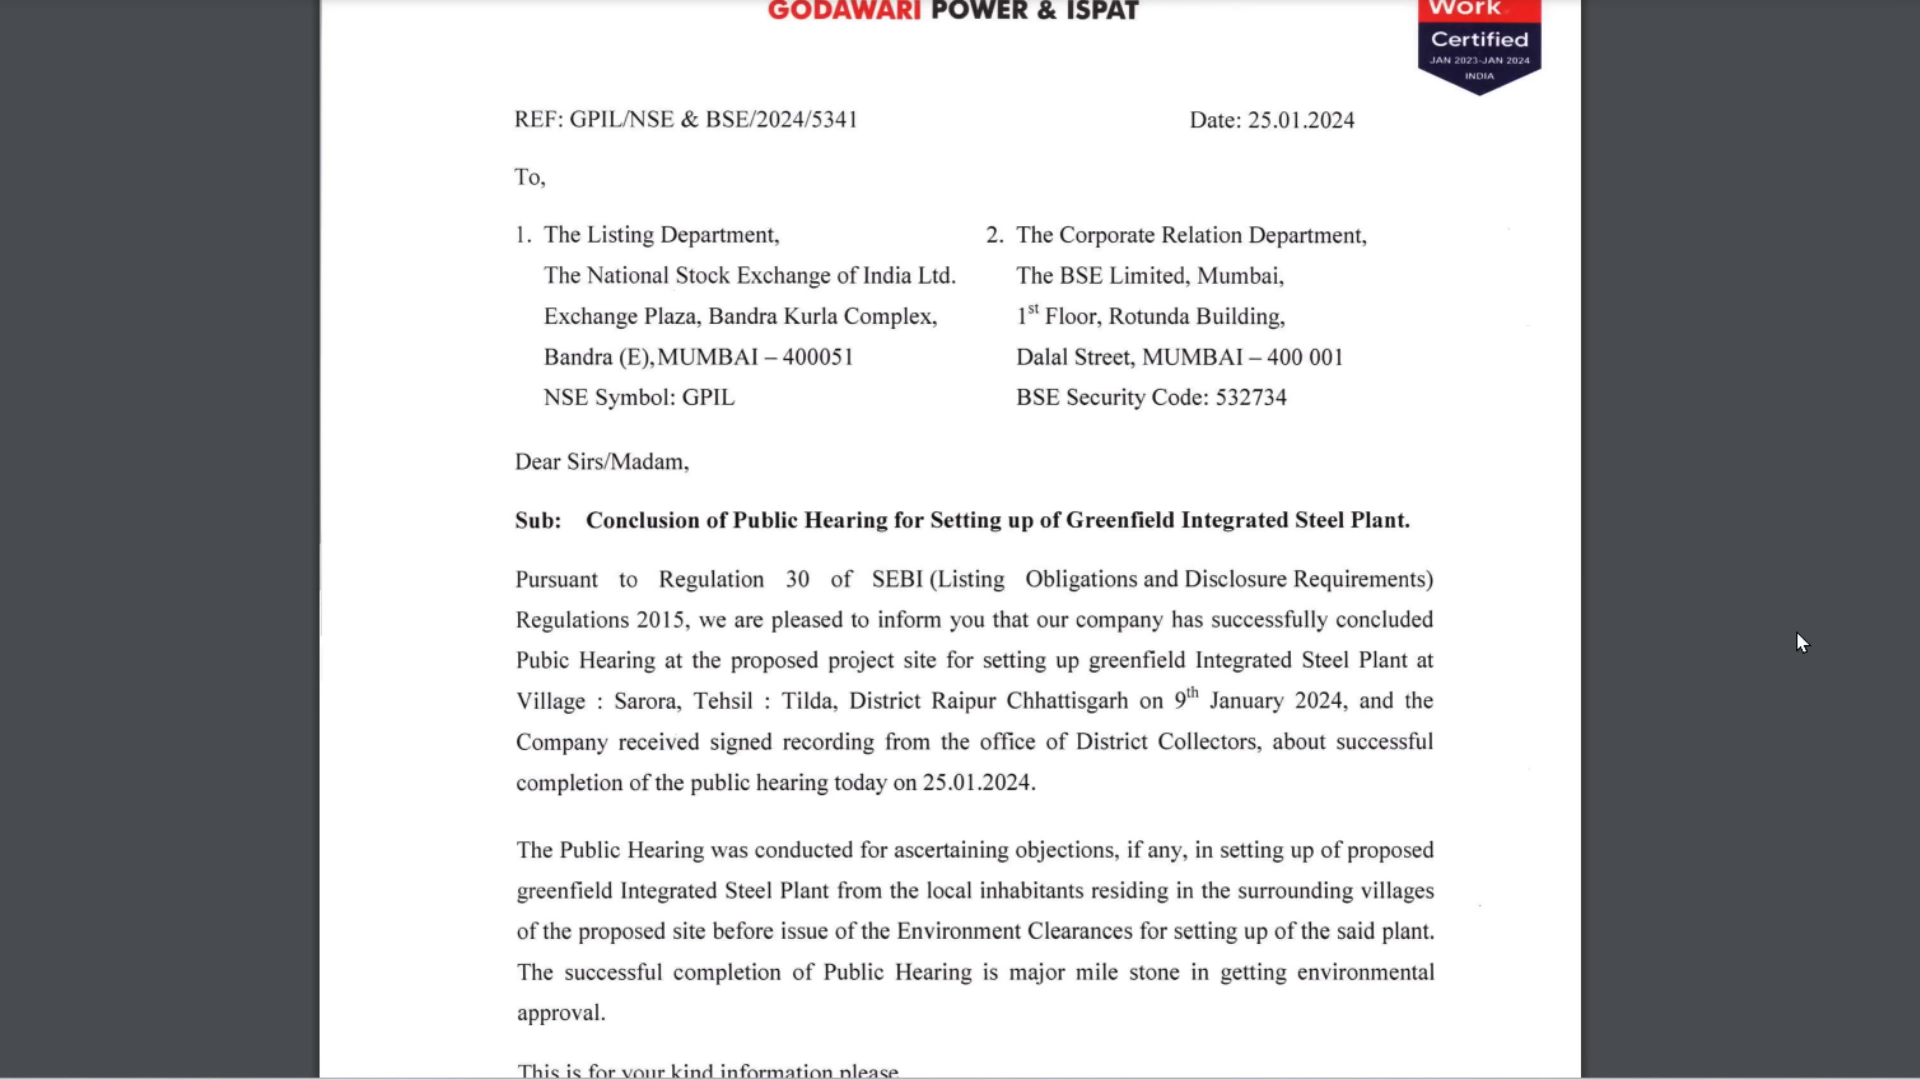 GODAWARI POWER & ISPAT
Work
Certified
JAN 2023-JAN 2024
INDIA
REF: GPIL/NSE & BSE/2024/5341
Date: 25.01.2024
To,
1. The Listing Department,
The National Stock Exchange of India Ltd.
Exchange Plaza, Bandra Kurla Complex,
Bandra (E),MUMBAI – 400051
NSE Symbol: GPIL
2. The Corporate Relation Department,
The BSE Limited, Mumbai,
1st Floor, Rotunda Building,
Dalal Street, MUMBAI – 400 001
BSE Security Code: 532734
Dear Sirs/Madam,
Sub: Conclusion of Public Hearing for Setting up of Greenfield Integrated Steel Plant.
Pursuant to Regulation 30 of SEBI (Listing Obligations and Disclosure Requirements)
Regulations 2015, we are pleased to inform you that our company has successfully concluded
Pubic Hearing at the proposed project site for setting up greenfield Integrated Steel Plant at
Village : Sarora, Tehsil : Tilda, District Raipur Chhattisgarh on 9th January 2024, and the
Company received signed recording from the office of District Collectors, about successful
completion of the public hearing today on 25.01.2024.
The Public Hearing was conducted for ascertaining objections, if any, in setting up of proposed
greenfield Integrated Steel Plant from the local inhabitants residing in the surrounding villages
of the proposed site before issue of the Environment Clearances for setting up of the said plant.
The successful completion of Public Hearing is major mile stone in getting environmental
approval.
This is for your kind information please